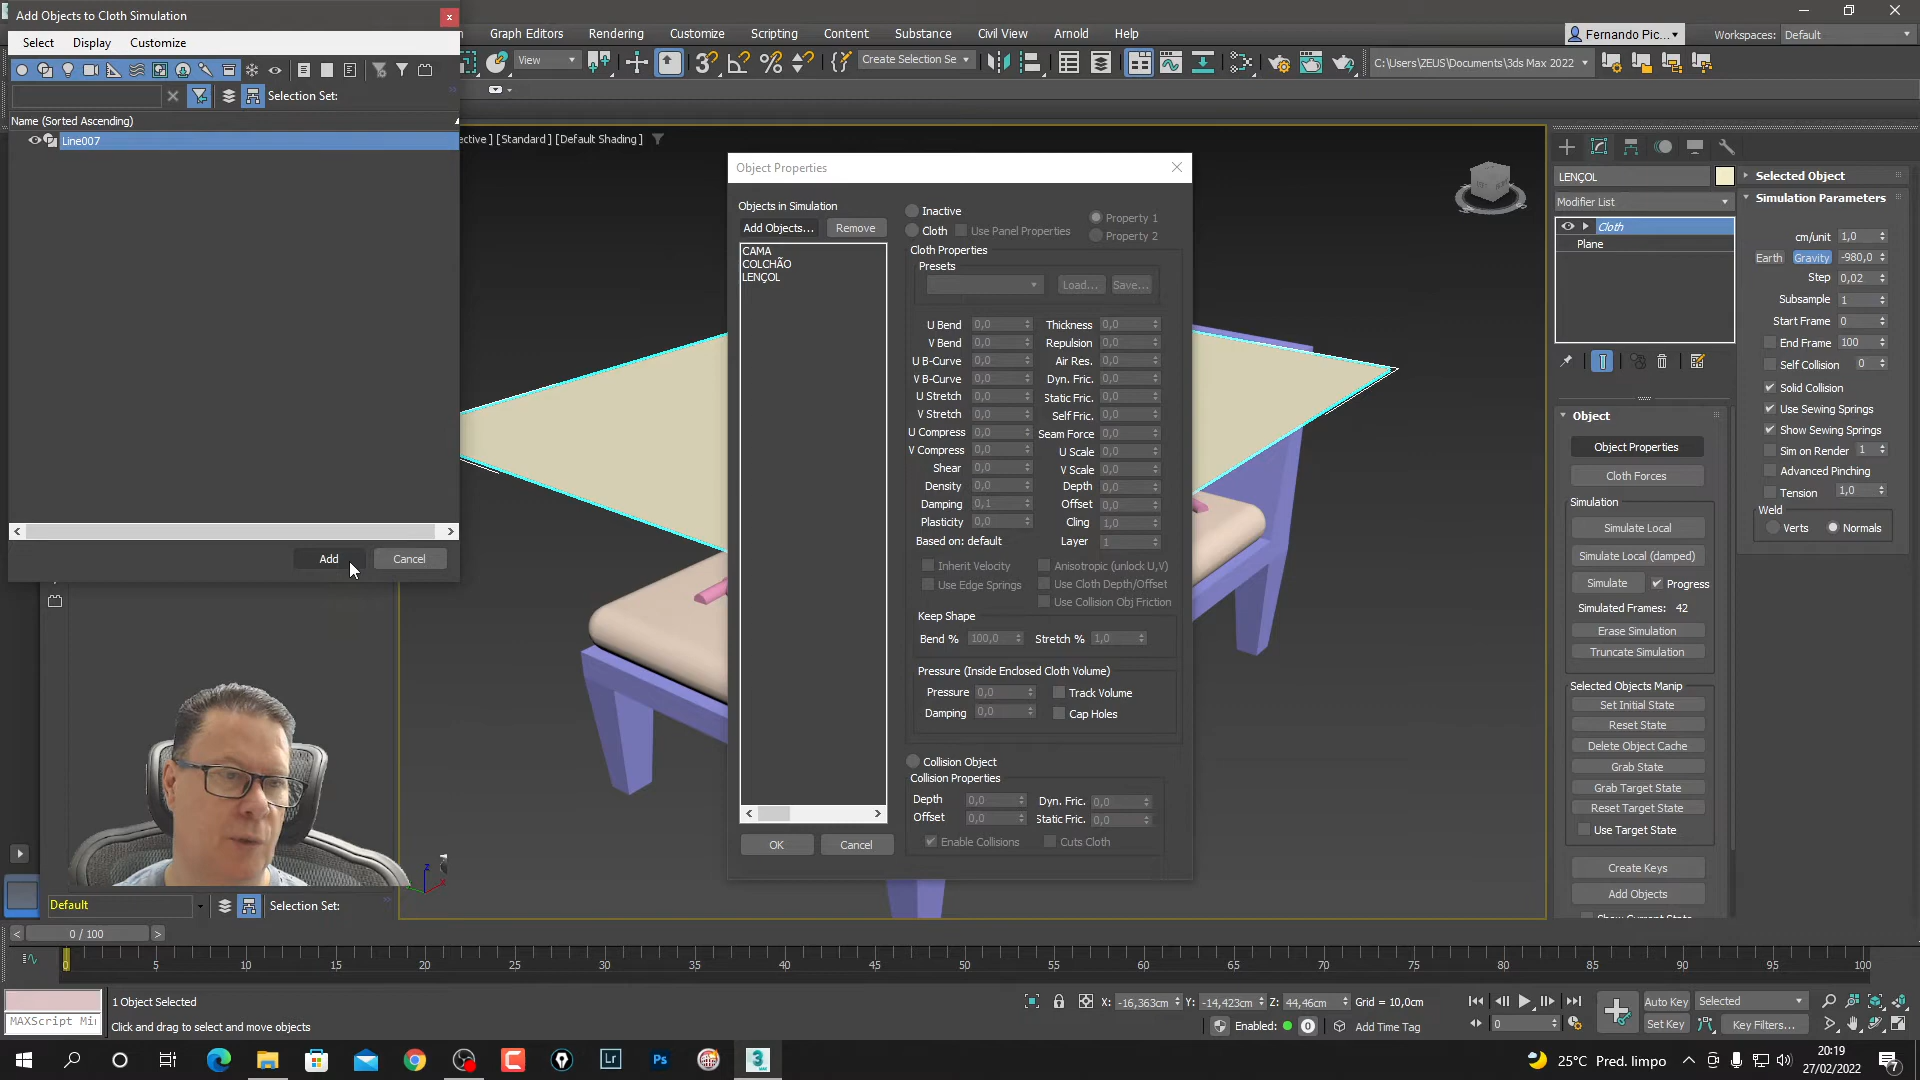 Add Objects to Cloth Simulation
x
Select Display Customize
Selection Set:
Name (Sorted Ascending)
Line007
Add Cancel
Graph Editors Rendering Customize Scripting Content Substance Civil View Arnold Help
Fernando Pic...
Workspaces: Default
View
Create Selection Se
C:\Users\ZEUS\Documents\3ds Max 2022
ective ] [Standard ] [Default Shading ]
Object Properties
Objects in Simulation
Add Objects... Remove
CAMA
COLCHÃO
LENÇOL
OK Cancel
Inactive
Cloth Use Panel Properties
Property 1
Property 2
Cloth Properties
Presets
Load... Save...
U Bend 0,0 Thickness 0,0
V Bend 0,0 Repulsion 0,0
U B-Curve 0,0 Air Res. 0,0
V B-Curve 0,0 Dyn. Fric. 0,0
U Stretch 0,0 Static Fric. 0,0
V Stretch 0,0 Self Fric. 0,0
U Compress 0,0 Seam Force 0,0
V Compress 0,0 U Scale 0,0
Shear 0,0 V Scale 0,0
Density 0,0 Depth 0,0
Damping 0,1 Offset 0,0
Plasticity 0,0 Cling 1,0
Based on: default Layer 1
Inherit Velocity Anisotropic (unlock U,V)
Use Edge Springs Use Cloth Depth/Offset
Use Collision Obj Friction
Keep Shape
Bend % 100,0 Stretch % 1,0
Pressure (Inside Enclosed Cloth Volume)
Pressure 0,0 Track Volume
Damping 0,0 Cap Holes
Collision Object
Collision Properties
Depth 0,0 Dyn. Fric. 0,0
Offset 0,0 Static Fric. 0,0
Enable Collisions Cuts Cloth
LENÇOL
Modifier List
Cloth
Plane
Object
Object Properties
Cloth Forces
Simulation
Simulate Local
Simulate Local (damped)
Simulate Progress
Simulated Frames: 42
Erase Simulation
Truncate Simulation
Selected Objects Manip
Set Initial State
Reset State
Delete Object Cache
Grab State
Grab Target State
Reset Target State
Use Target State
Create Keys
Add Objects
Show Current State
Selected Object
Simulation Parameters
cm/unit 1,0
Earth Gravity -980,0
Step 0,02
Subsample 1
Start Frame 0
End Frame 100
Self Collision 0
Solid Collision
Use Sewing Springs
Show Sewing Springs
Sim on Render 1
Advanced Pinching
Tension 1,0
Weld
Verts Normals
Default Selection Set:
< 0 / 100 >
0 5 10 15 20 25 30 35 40 45 50 55 60 65 70 75 80 85 90 95 100
1 Object Selected
MAXScript Mi
Click and drag to select and move objects
X: -16,363cm Y: -14,423cm Z: 44,46cm Grid = 10,0cm
Enabled: 0 Add Time Tag
0
Auto Key Selected
Set Key Key Filters...
Lr Ps 3
25°C Pred. limpo
20:19
27/02/2022
7